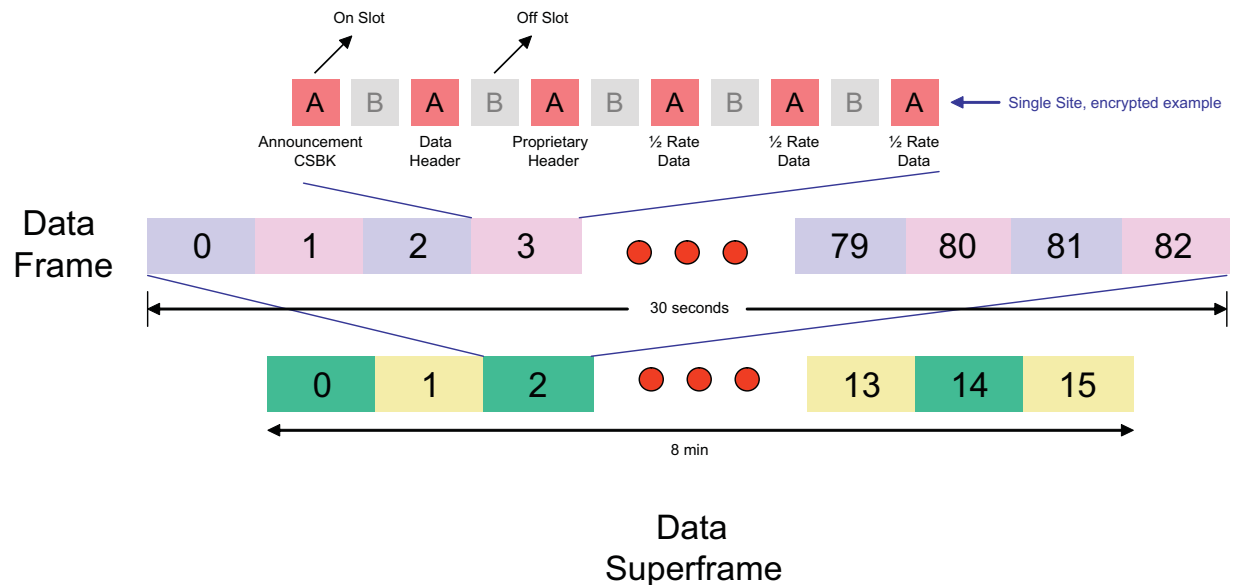 On Slot
Off Slot
A B A B A B A B A B A
Single Site, encrypted example
Announcement
CSBK
Data
Header
Proprietary
Header
½ Rate
Data
½ Rate
Data
½ Rate
Data
Data
Frame
0 1 2 3 79 80 81 82
30 seconds
0 1 2 13 14 15
8 min
Data
Superframe